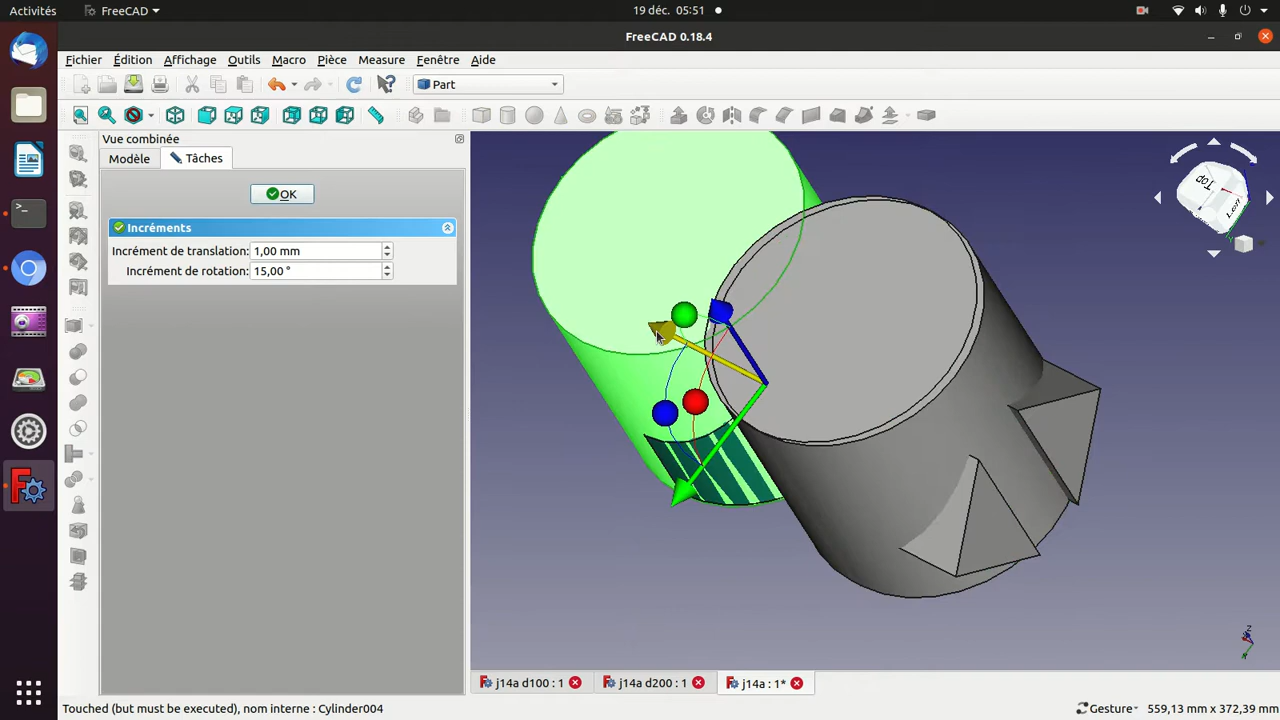 Activités
FreeCAD
19 déc. 05:51
FreeCAD 0.18.4
Fichier Édition Affichage Outils Macro Pièce Mesure Fenêtre Aide
Part
Vue combinée
Modèle
Tâches
OK
Incréments
Incrément de translation: 1,00 mm
Incrément de rotation: 15,00 °
Top
Z
j14a d100 : 1
j14a d200 : 1
j14a : 1*
Touched (but must be executed), nom interne : Cylinder004
Gesture
559,13 mm x 372,39 mm